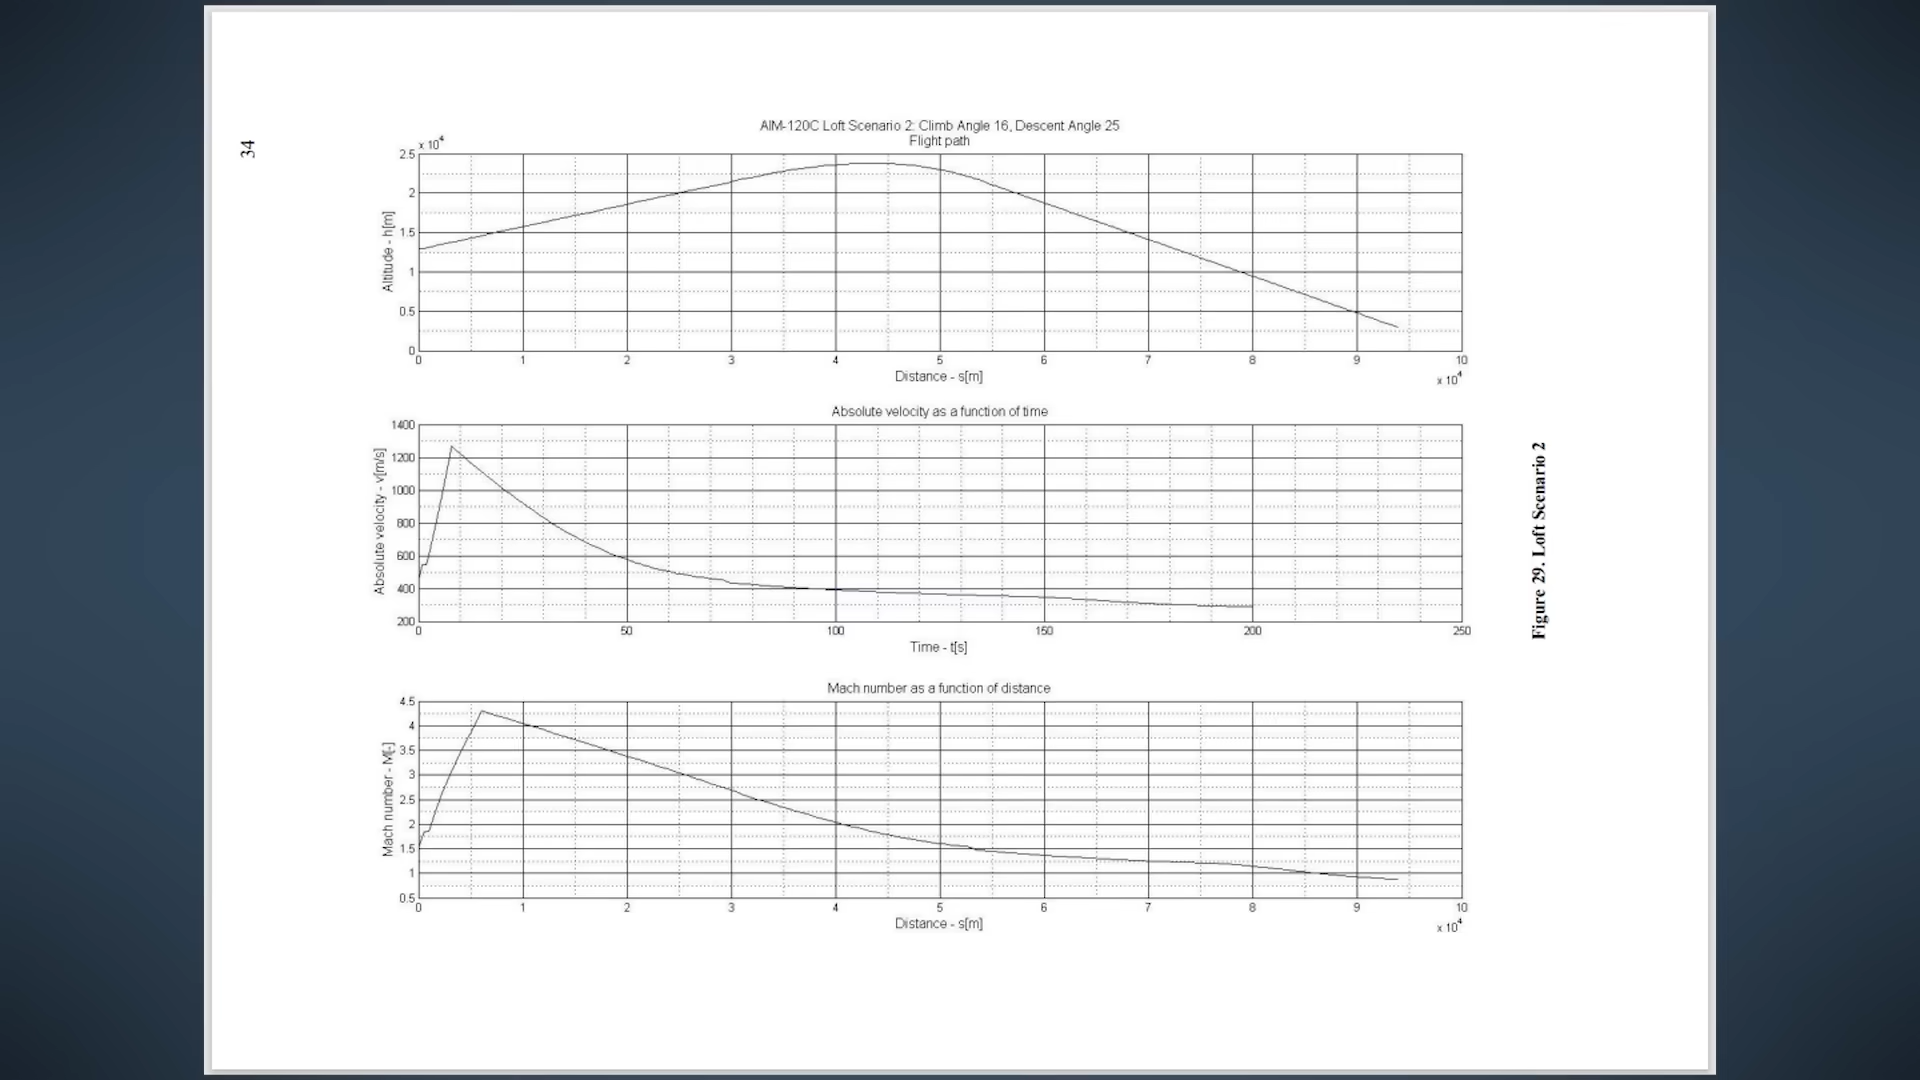 34
AIM-120C Loft Scenario 2: Climb Angle 16, Descent Angle 25
Flight path
x 10^4
2.5
2
1.5
1
0.5
0
Altitude - h[m]
0 1 2 3 4 5 6 7 8 9 10
Distance - s[m]
x 10^4
Absolute velocity as a function of time
1400
1200
1000
800
600
400
200
Absolute velocity - v[m/s]
0 50 100 150 200 250
Time - t[s]
Mach number as a function of distance
4.5
4
3.5
3
2.5
2
1.5
1
0.5
Mach number - M[-]
0 1 2 3 4 5 6 7 8 9 10
Distance - s[m]
x 10^4
Figure 29. Loft Scenario 2